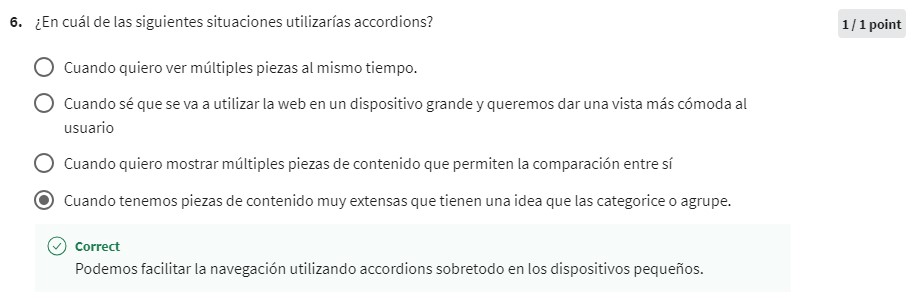 6. ¿En cuál de las siguientes situaciones utilizarías accordions?
1 / 1 point
Cuando quiero ver múltiples piezas al mismo tiempo.
Cuando sé que se va a utilizar la web en un dispositivo grande y queremos dar una vista más cómoda al
usuario
Cuando quiero mostrar múltiples piezas de contenido que permiten la comparación entre sí
Cuando tenemos piezas de contenido muy extensas que tienen una idea que las categorice o agrupe.
Correct
Podemos facilitar la navegación utilizando accordions sobretodo en los dispositivos pequeños.